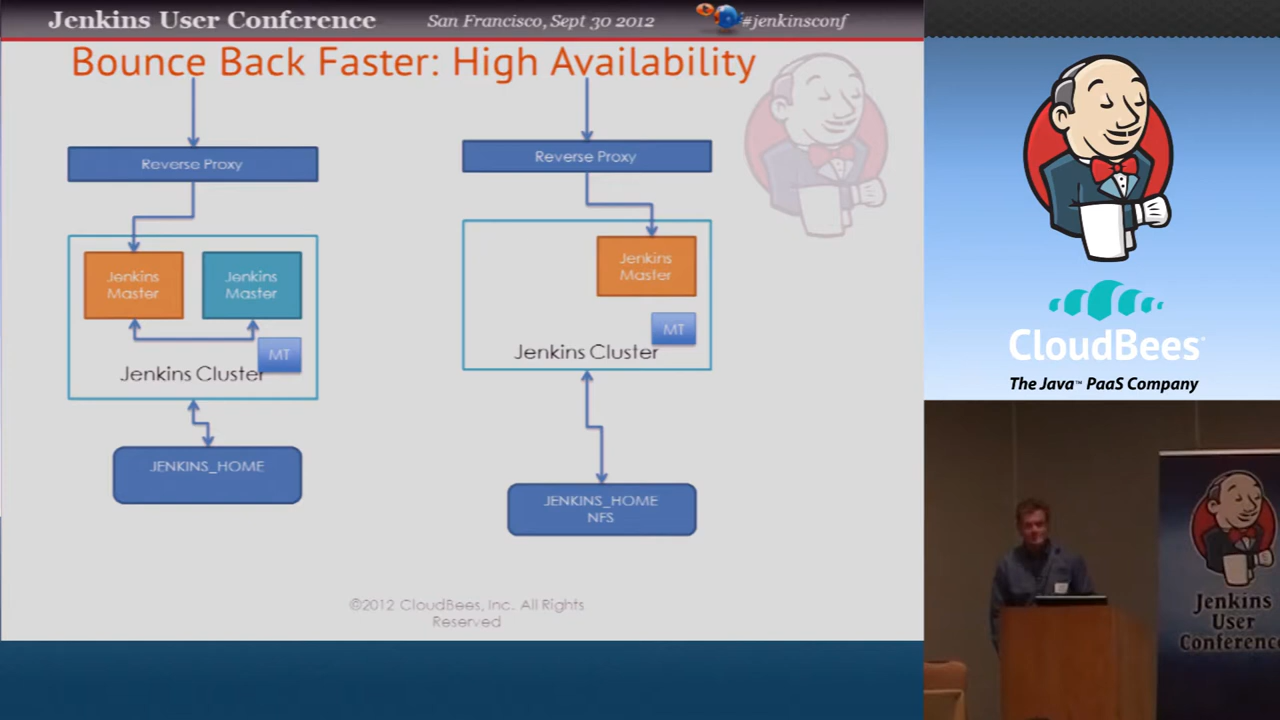 Jenkins User Conference
San Francisco, Sept 30 2012
#jenkinsconf
Bounce Back Faster: High Availability
Reverse Proxy
Jenkins
Master
Jenkins
Master
MT
Jenkins Cluster
JENKINS_HOME
Reverse Proxy
Jenkins
Master
MT
Jenkins Cluster
JENKINS_HOME
NFS
©2012 CloudBees, Inc. All Rights
Reserved
CloudBees®
The Java™ PaaS Company
Jenkins
User
Conference